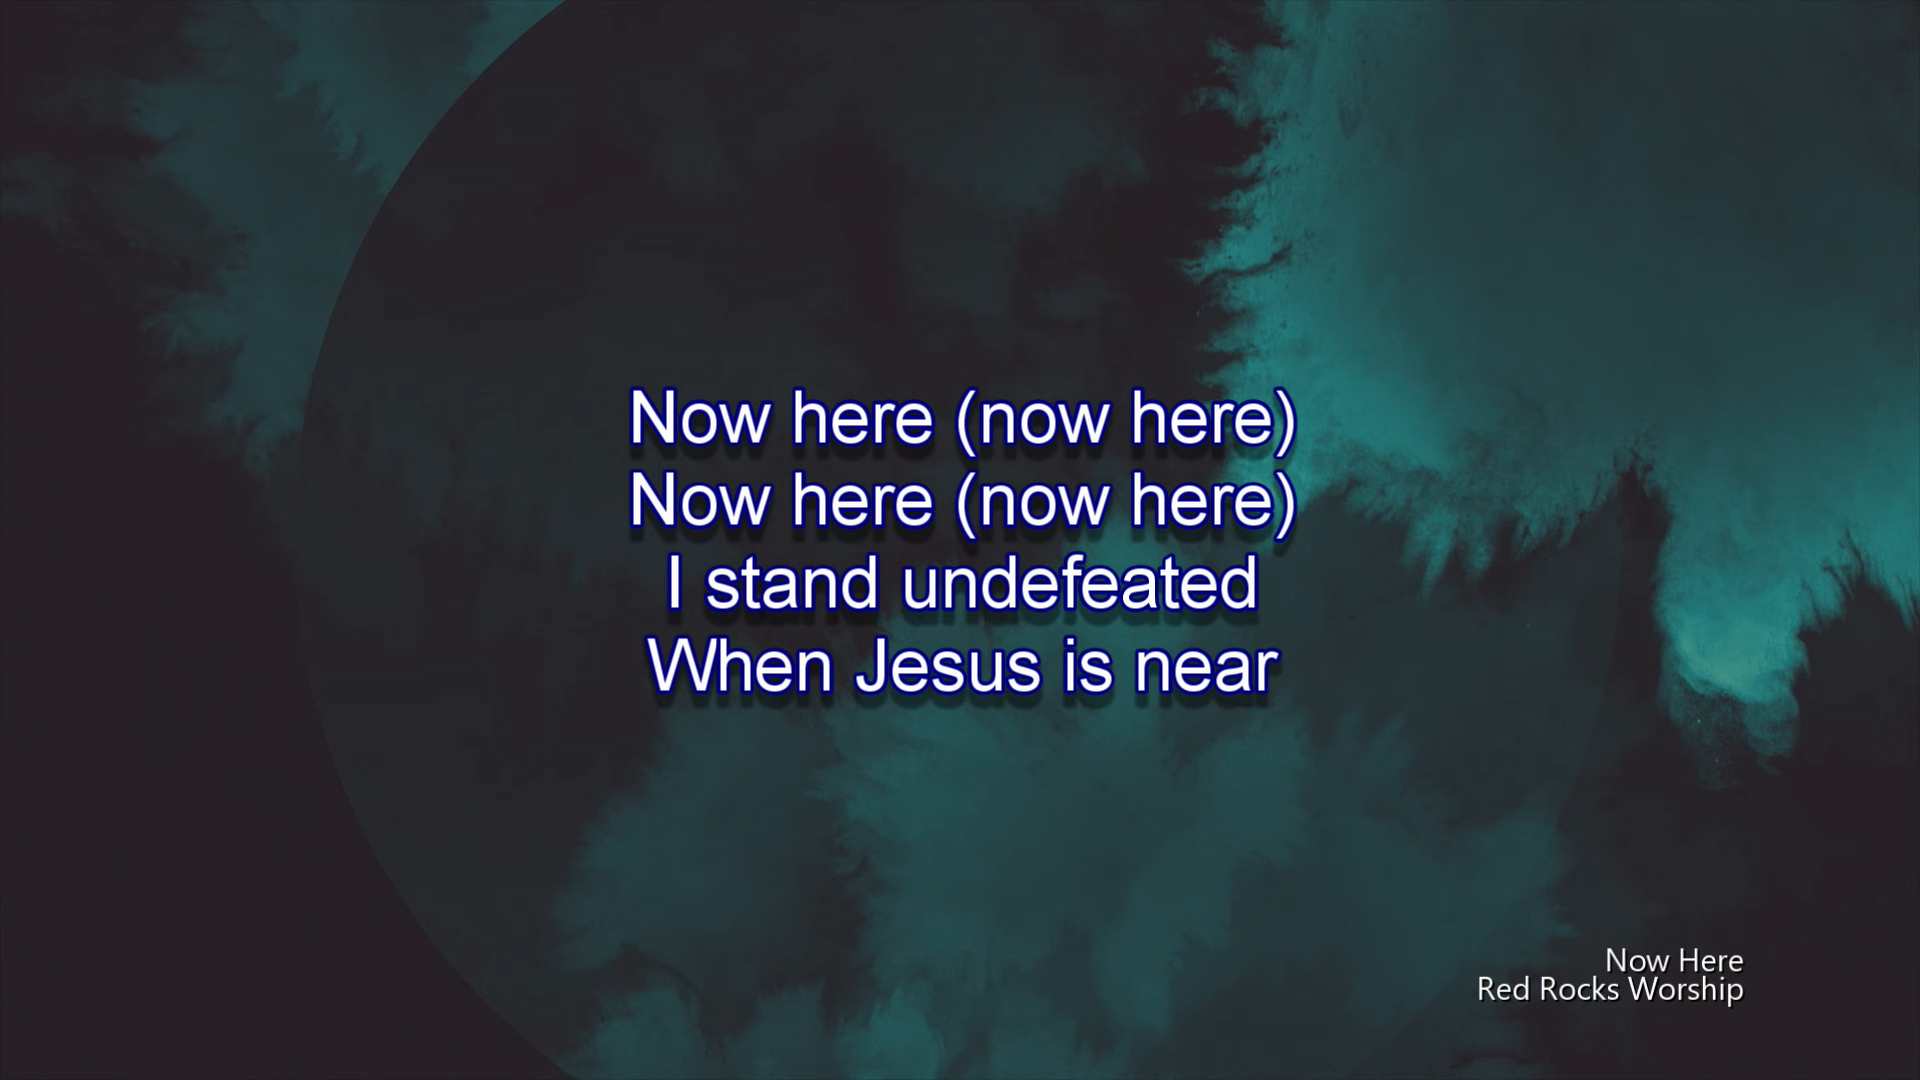 Now here (now here)
Now here (now here)
I stand undefeated
When Jesus is near
Now Here
Red Rocks Worship